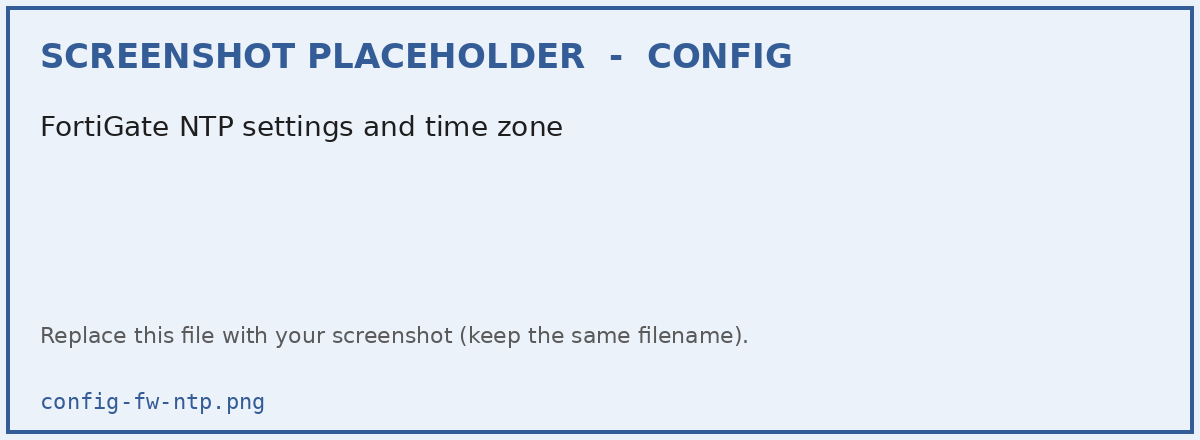 SCREENSHOT PLACEHOLDER - CONFIG
FortiGate NTP settings and time zone
Replace this file with your screenshot (keep the same filename).
config-fw-ntp.png